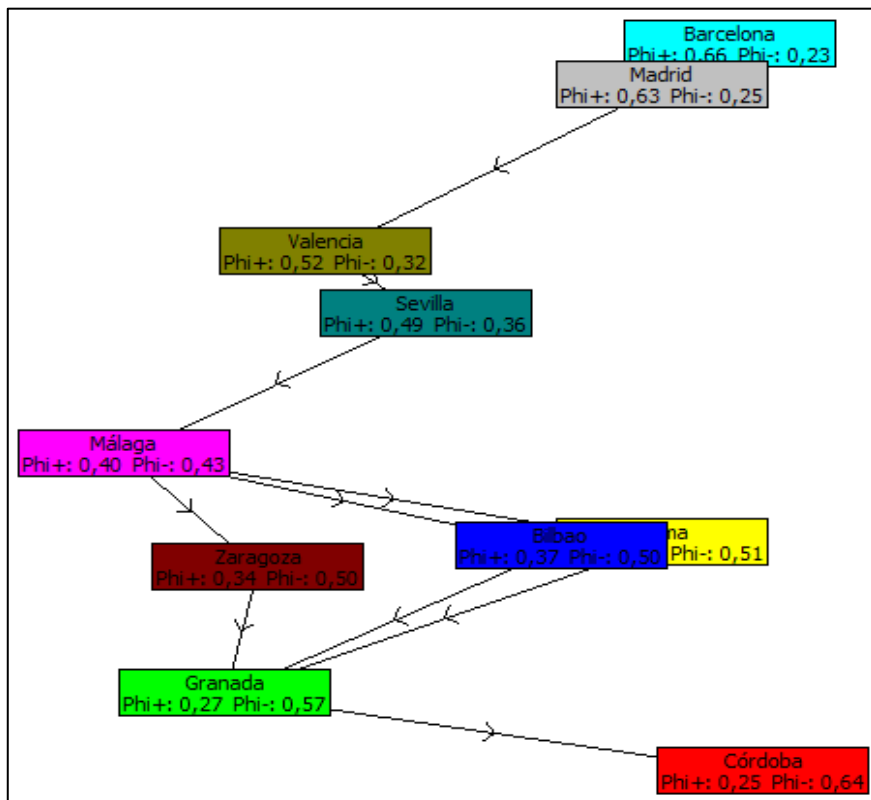 Barcelona
Phi+: 0,66 Phi-: 0,23
Madrid
Phi+: 0,63 Phi-: 0,25
Valencia
Phi+: 0,52 Phi-: 0,32
Sevilla
Phi+: 0,49 Phi-: 0,36
Málaga
Phi+: 0,40 Phi-: 0,43
Bilbao
Phi+: 0,37 Phi-: 0,50
Phi-: 0,51
Zaragoza
Phi+: 0,34 Phi-: 0,50
Granada
Phi+: 0,27 Phi-: 0,57
Córdoba
Phi+: 0,25 Phi-: 0,64